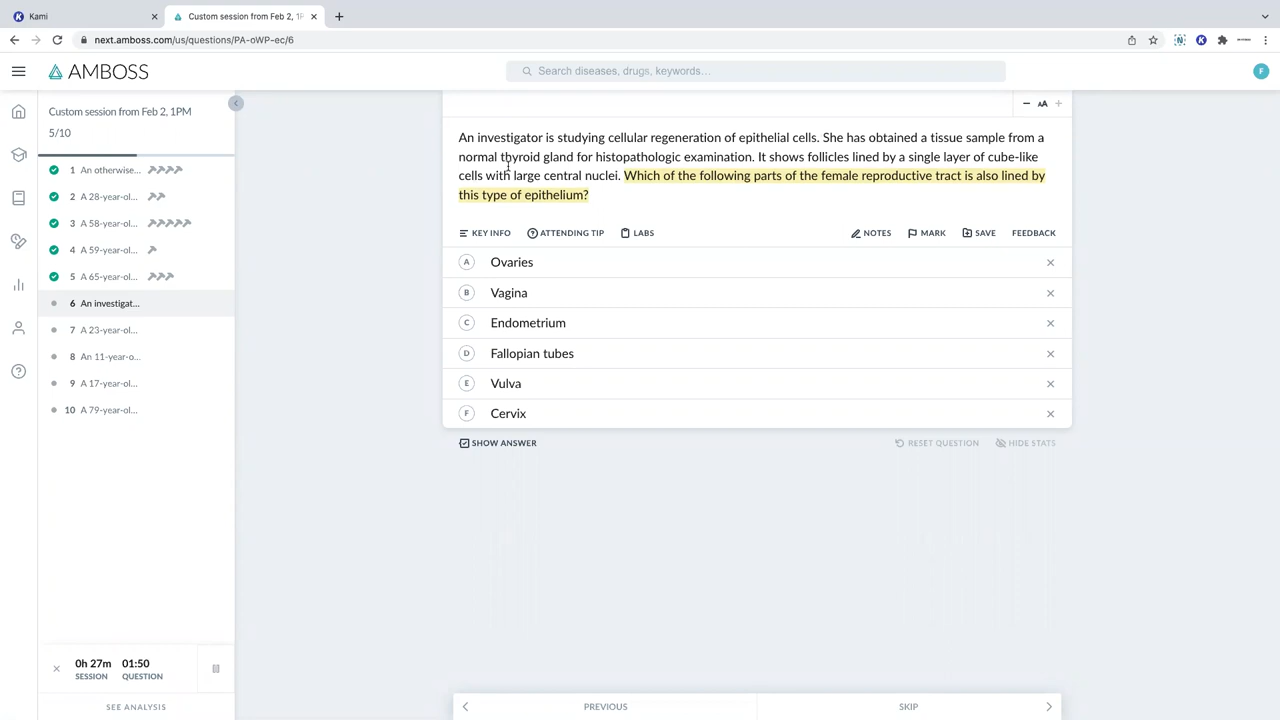 Kami
Custom session from Feb 2, 1P
next.amboss.com/us/questions/PA-oWP-ec/6
F
AMBOSS
Search diseases, drugs, keywords...
Custom session from Feb 2, 1PM
5/10
1 An otherwise...
2 A 28-year-ol...
3 A 58-year-ol...
4 A 59-year-ol...
5 A 65-year-ol...
6 An investigat...
7 A 23-year-ol...
8 An 11-year-o...
9 A 17-year-ol...
10 A 79-year-ol...
0h 27m 01:50
SESSION QUESTION
SEE ANALYSIS
AA
An investigator is studying cellular regeneration of epithelial cells. She has obtained a tissue sample from a
normal thyroid gland for histopathologic examination. It shows follicles lined by a single layer of cube-like
cells with large central nuclei. Which of the following parts of the female reproductive tract is also lined by
this type of epithelium?
KEY INFO ATTENDING TIP LABS NOTES MARK SAVE FEEDBACK
A Ovaries
B Vagina
C Endometrium
D Fallopian tubes
E Vulva
F Cervix
SHOW ANSWER RESET QUESTION HIDE STATS
PREVIOUS SKIP